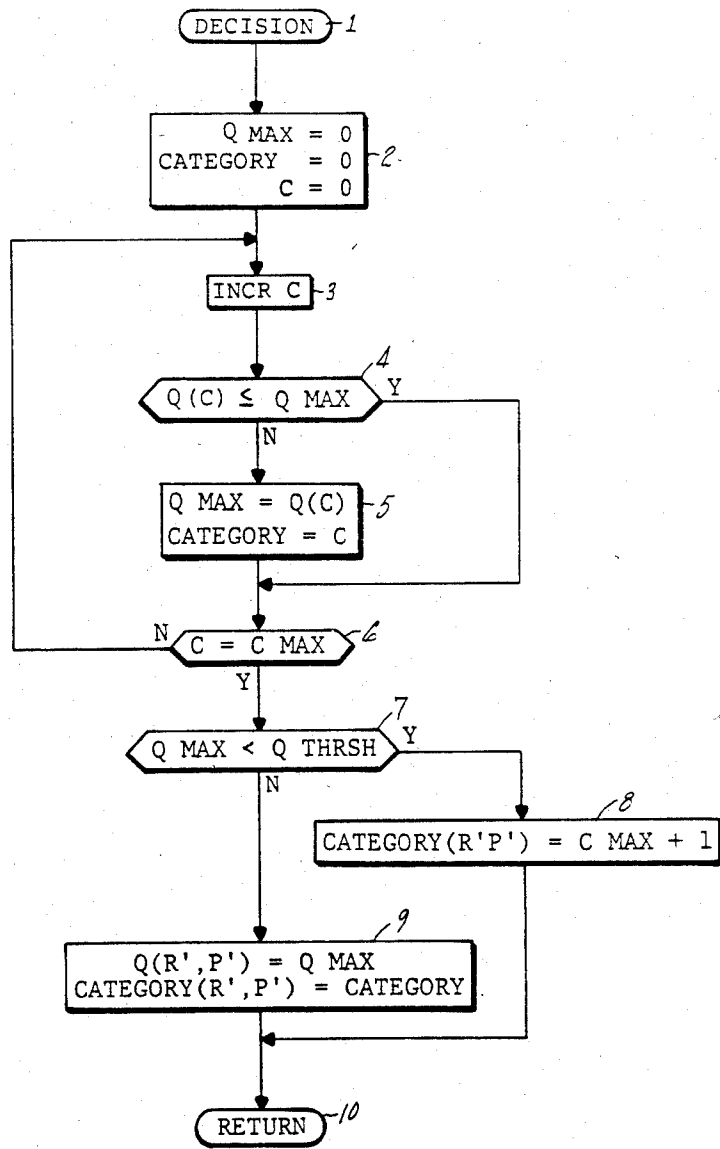 DECISION 1
Q MAX = 0
CATEGORY = 0
C = 0
2
INCR C 3
4
Q(C) ≤ Q MAX Y
N
Q MAX = Q(C)
CATEGORY = C
5
N C = C MAX 6
Y
7
Q MAX < Q THRSH Y
N
8
CATEGORY(R'P') = C MAX + 1
9
Q(R',P') = Q MAX
CATEGORY(R',P') = CATEGORY
RETURN 10